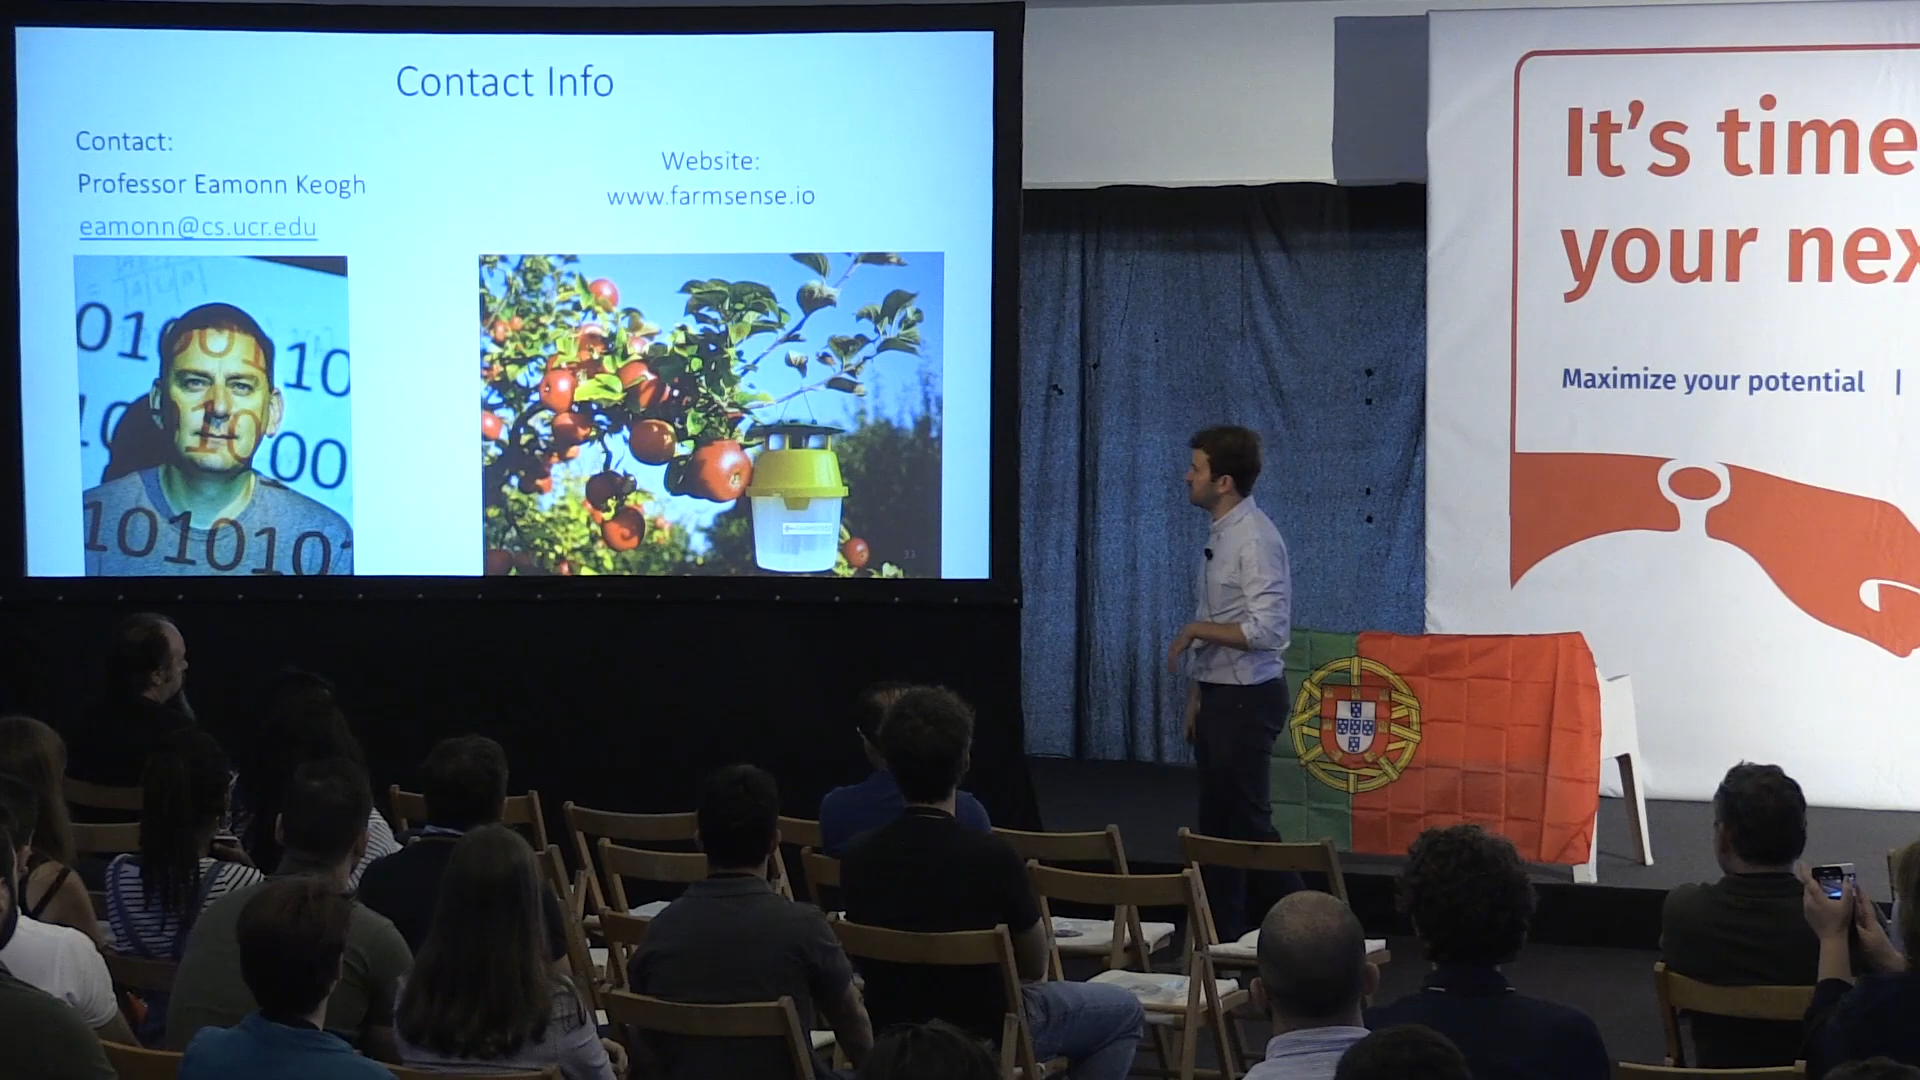 Contact Info
Contact:
Professor Eamonn Keogh
eamonn@cs.ucr.edu
Website:
www.farmsense.io
33
It's time
your nex
Maximize your potential |